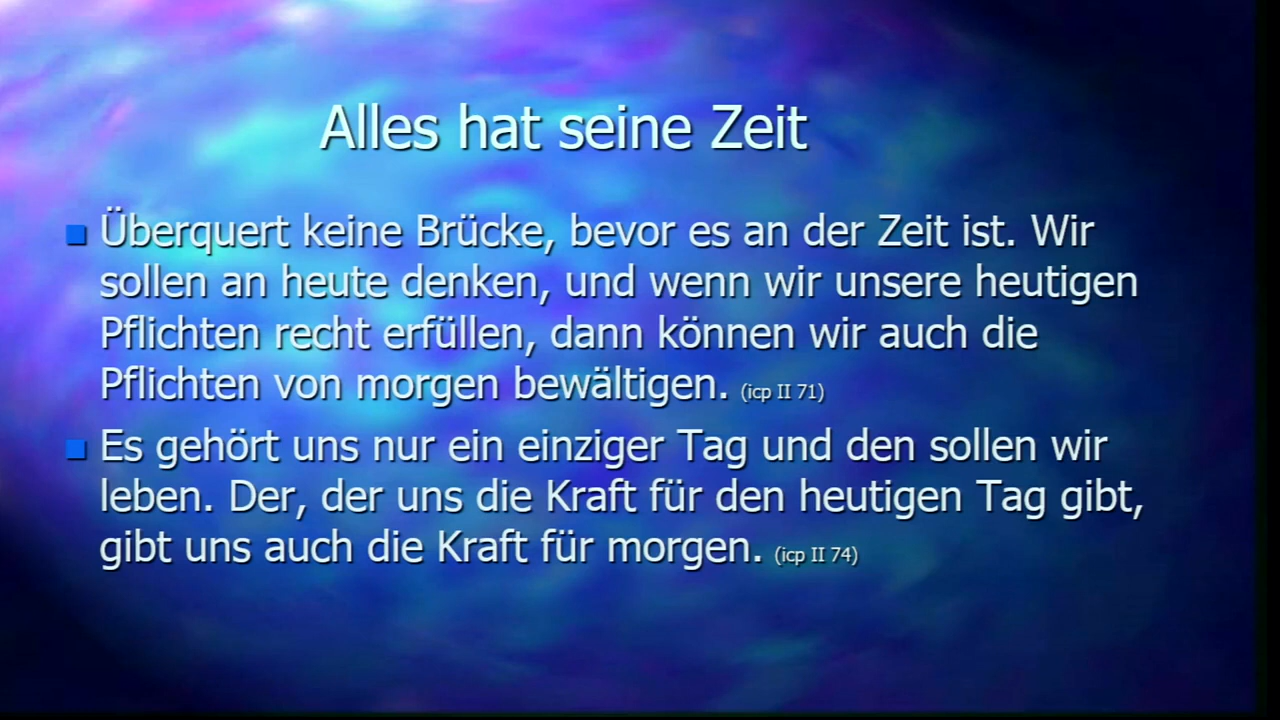 Alles hat seine Zeit
Überquert keine Brücke, bevor es an der Zeit ist. Wir
sollen an heute denken, und wenn wir unsere heutigen
Pflichten recht erfüllen, dann können wir auch die
Pflichten von morgen bewältigen. (icp II 71)
Es gehört uns nur ein einziger Tag und den sollen wir
leben. Der, der uns die Kraft für den heutigen Tag gibt,
gibt uns auch die Kraft für morgen. (icp II 74)